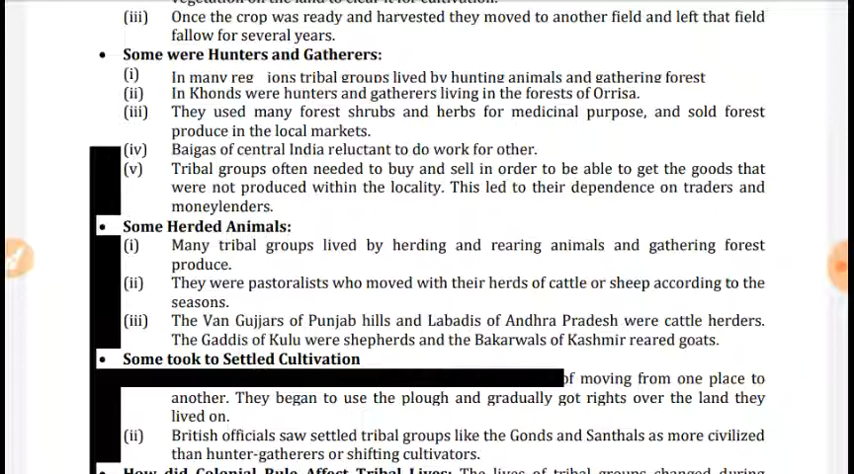 vegetation on the land to clear it for cultivation.
(iii) Once the crop was ready and harvested they moved to another field and left that field
fallow for several years.
• Some were Hunters and Gatherers:
(i) In many reg ions tribal groups lived by hunting animals and gathering forest
(ii) In Khonds were hunters and gatherers living in the forests of Orrisa.
(iii) They used many forest shrubs and herbs for medicinal purpose, and sold forest
produce in the local markets.
(iv) Baigas of central India reluctant to do work for other.
(v) Tribal groups often needed to buy and sell in order to be able to get the goods that
were not produced within the locality. This led to their dependence on traders and
moneylenders.
• Some Herded Animals:
(i) Many tribal groups lived by herding and rearing animals and gathering forest
produce.
(ii) They were pastoralists who moved with their herds of cattle or sheep according to the
seasons.
(iii) The Van Gujjars of Punjab hills and Labadis of Andhra Pradesh were cattle herders.
The Gaddis of Kulu were shepherds and the Bakarwals of Kashmir reared goats.
• Some took to Settled Cultivation
of moving from one place to
another. They began to use the plough and gradually got rights over the land they
lived on.
(ii) British officials saw settled tribal groups like the Gonds and Santhals as more civilized
than hunter-gatherers or shifting cultivators.
• How did Colonial Rule Affect Tribal Lives: The lives of tribal groups changed during